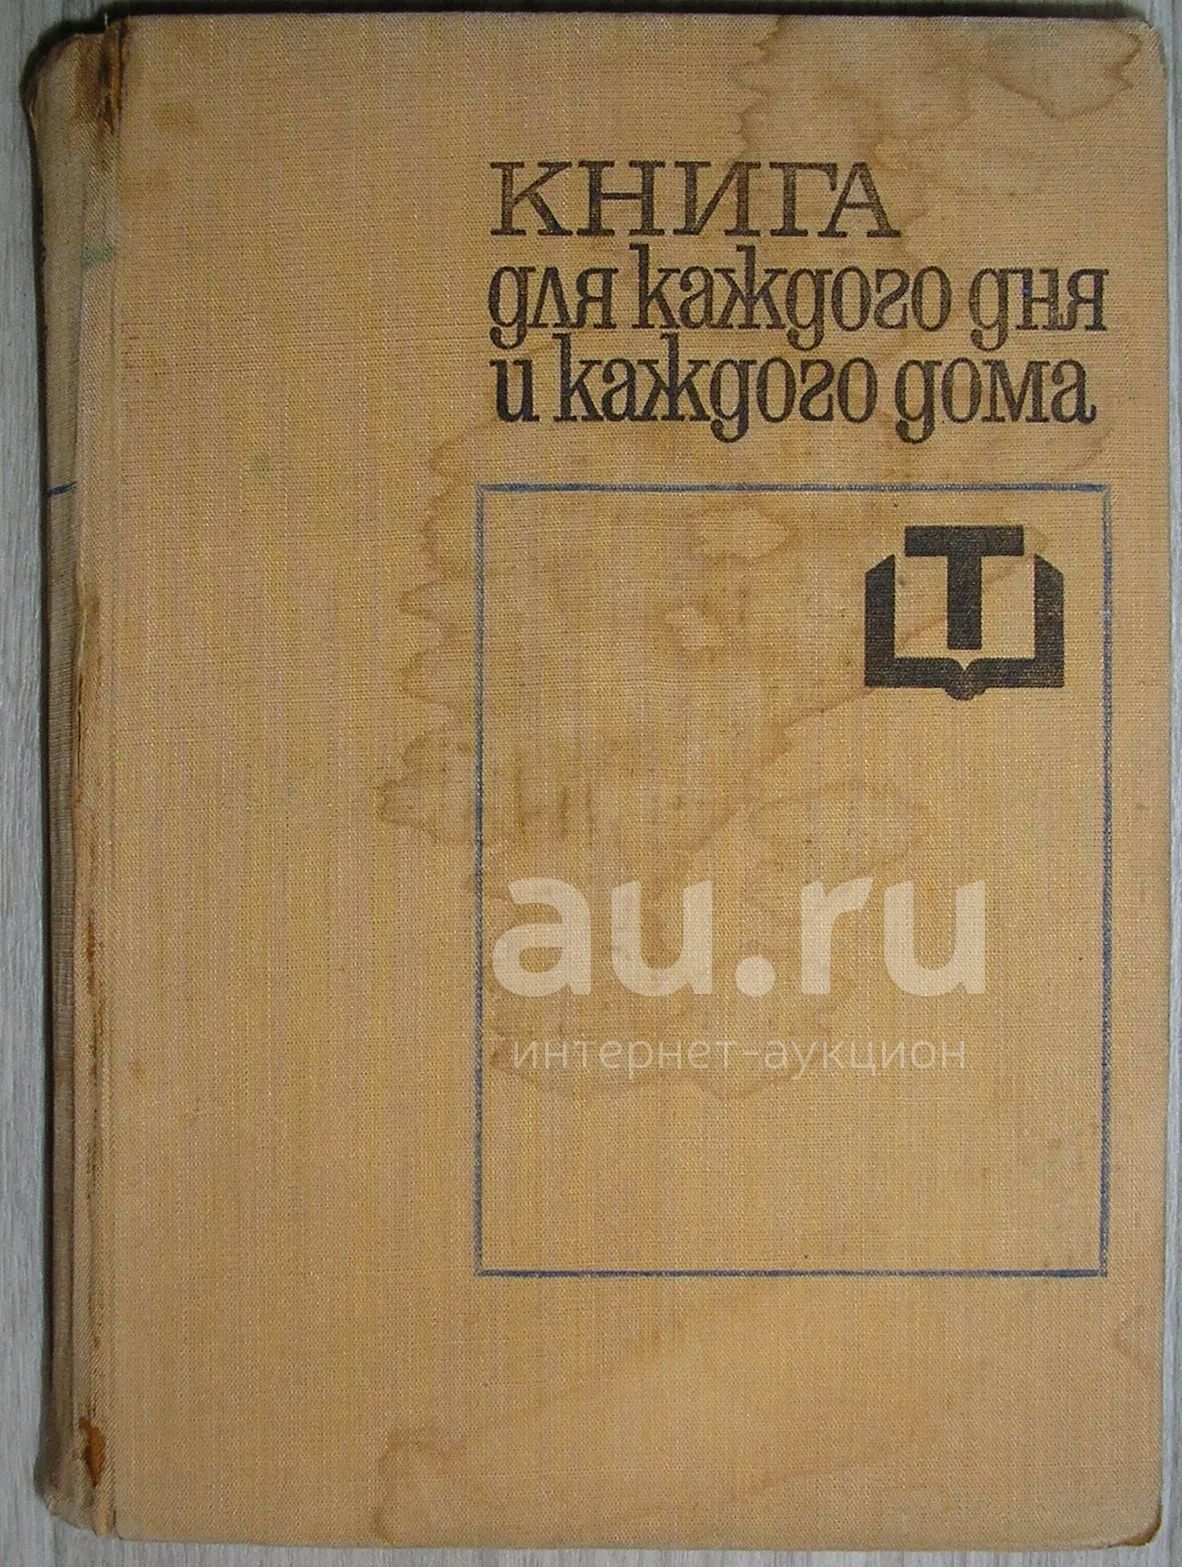 КНИГА
для каждого дня
и каждого дома
Т
au.ru
интернет-аукцион